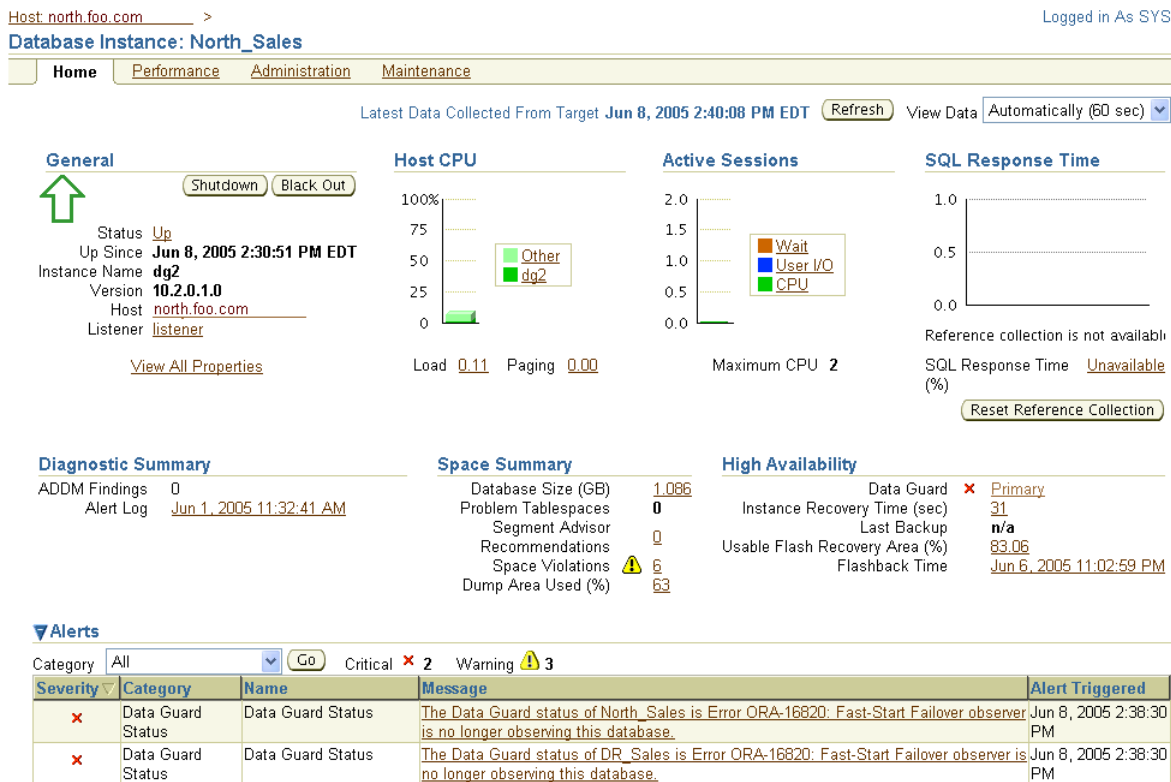 Host: north.foo.com >
Logged in As SYS
Database Instance: North_Sales
Home Performance Administration Maintenance
Latest Data Collected From Target Jun 8, 2005 2:40:08 PM EDT Refresh View Data Automatically (60 sec)
General
Shutdown Black Out
Status Up
Up Since Jun 8, 2005 2:30:51 PM EDT
Instance Name dg2
Version 10.2.0.1.0
Host north.foo.com
Listener listener
View All Properties
Host CPU
100%
75
50
25
0
Other
dg2
Load 0.11 Paging 0.00
Active Sessions
2.0
1.5
1.0
0.5
0.0
Wait
User I/O
CPU
Maximum CPU 2
SQL Response Time
1.0
0.5
0.0
Reference collection is not availabl
SQL Response Time Unavailable
(%)
Reset Reference Collection
Diagnostic Summary
ADDM Findings 0
Alert Log Jun 1, 2005 11:32:41 AM
Space Summary
Database Size (GB) 1.086
Problem Tablespaces 0
Segment Advisor
Recommendations 0
Space Violations 6
Dump Area Used (%) 63
High Availability
Data Guard Primary
Instance Recovery Time (sec) 31
Last Backup n/a
Usable Flash Recovery Area (%) 83.06
Flashback Time Jun 6, 2005 11:02:59 PM
Alerts
Category All Go Critical 2 Warning 3
Severity Category Name Message Alert Triggered
Data Guard Status Data Guard Status The Data Guard status of North_Sales is Error ORA-16820: Fast-Start Failover observer is no longer observing this database. Jun 8, 2005 2:38:30 PM
Data Guard Status Data Guard Status The Data Guard status of DR_Sales is Error ORA-16820: Fast-Start Failover observer is no longer observing this database. Jun 8, 2005 2:38:30 PM